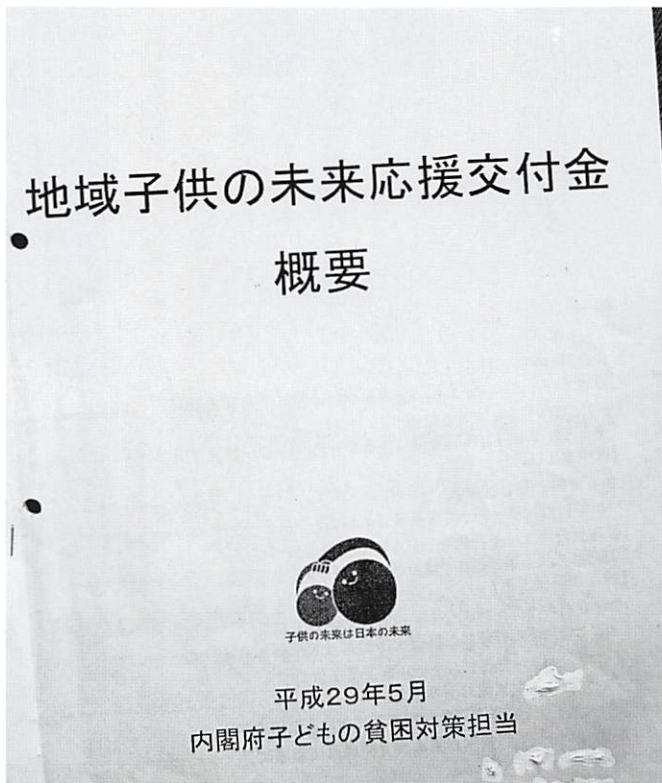 地域子供の未来応援交付金
概要
子供の未来は日本の未来
平成29年5月
内閣府子どもの貧困対策担当